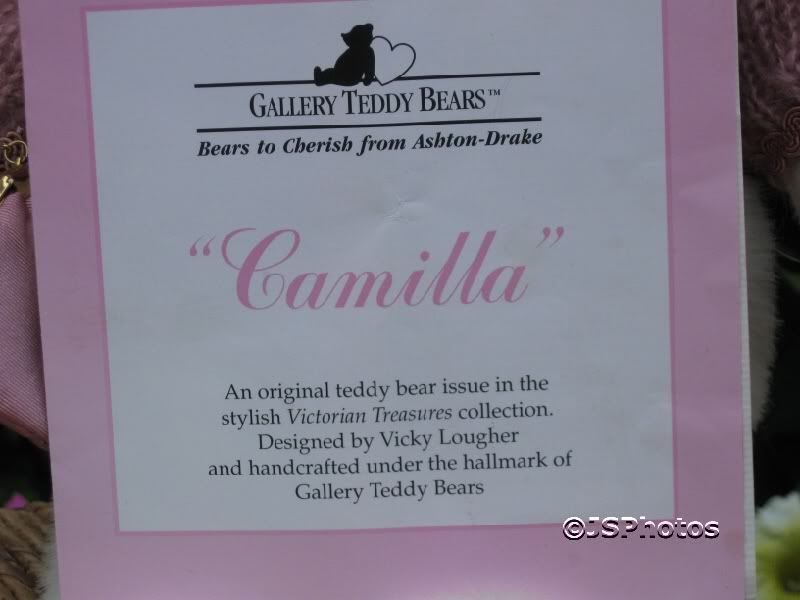 GALLERY TEDDY BEARS™
Bears to Cherish from Ashton-Drake
“Camilla”
An original teddy bear issue in the
stylish Victorian Treasures collection.
Designed by Vicky Lougher
and handcrafted under the hallmark of
Gallery Teddy Bears
©JSPhotos